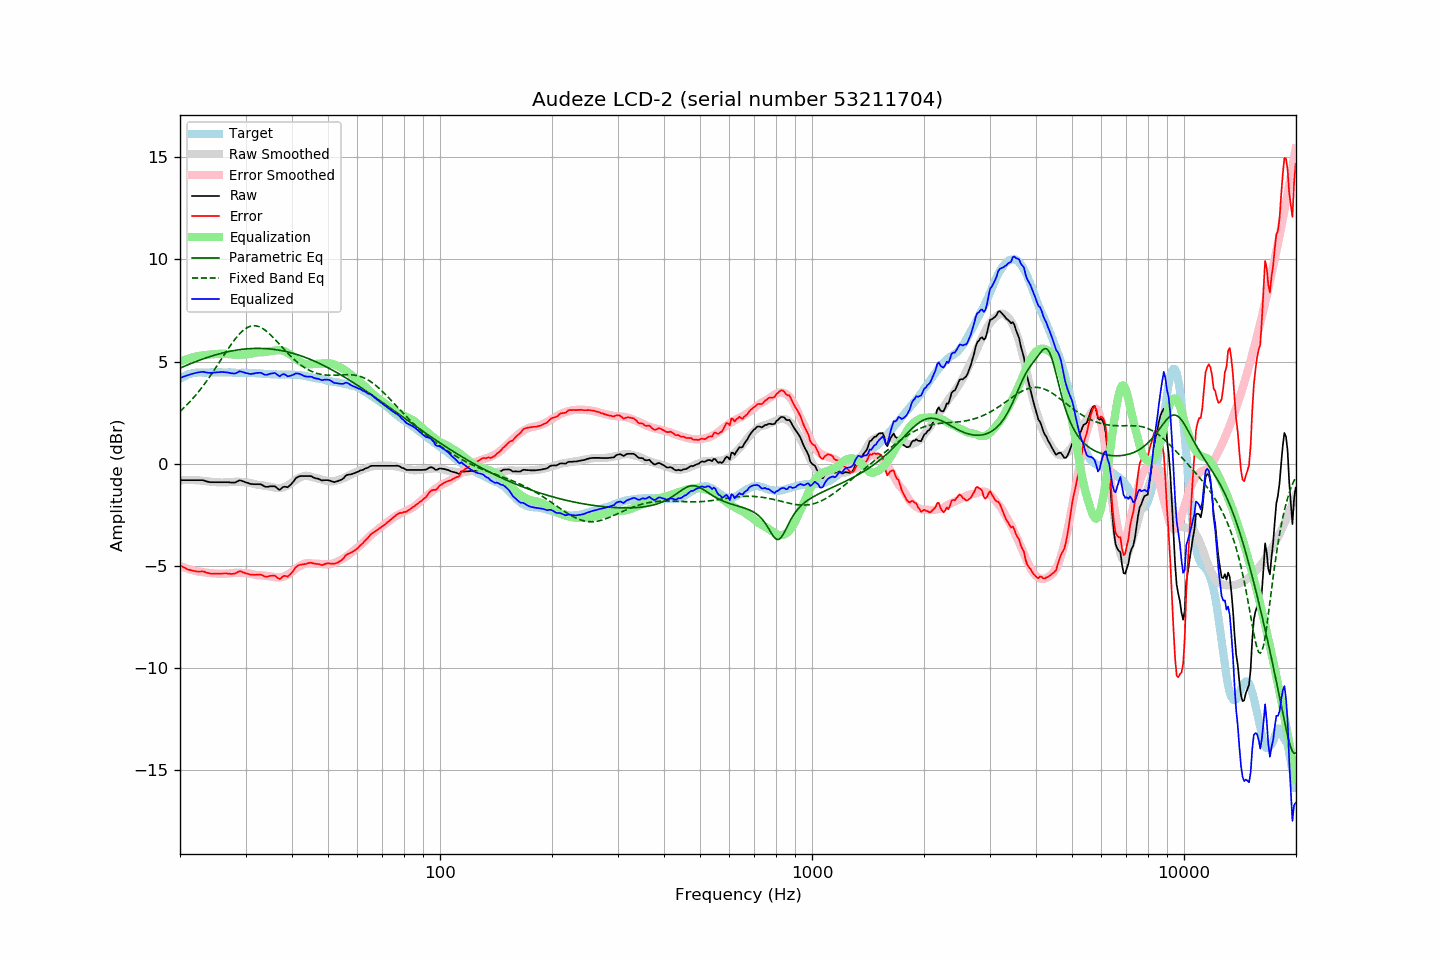 Audeze LCD-2 (serial number 53211704)
Target
Raw Smoothed
Error Smoothed
Raw
Error
Equalization
Parametric Eq
Fixed Band Eq
Equalized
15
10
5
0
−5
−10
−15
Amplitude (dBr)
100
1000
10000
Frequency (Hz)